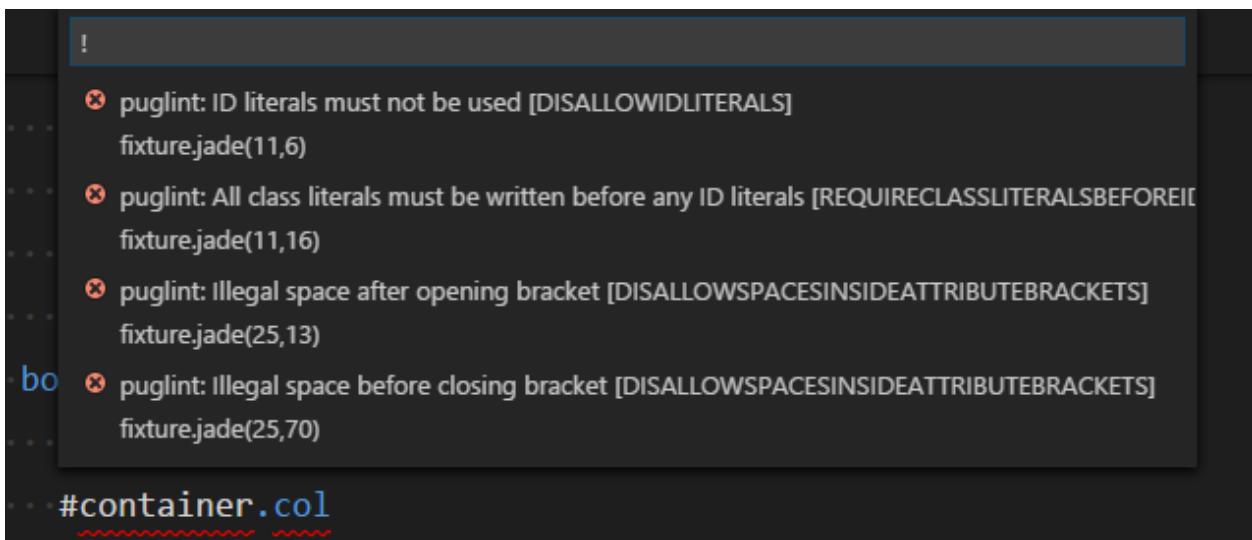 !
puglint: ID literals must not be used [DISALLOWIDLITERALS]
fixture.jade(11,6)
puglint: All class literals must be written before any ID literals [REQUIRECLASSLITERALSBEFOREID
fixture.jade(11,16)
puglint: Illegal space after opening bracket [DISALLOWSPACESINSIDEATTRIBUTEBRACKETS]
fixture.jade(25,13)
bo
puglint: Illegal space before closing bracket [DISALLOWSPACESINSIDEATTRIBUTEBRACKETS]
fixture.jade(25,70)
#container.col